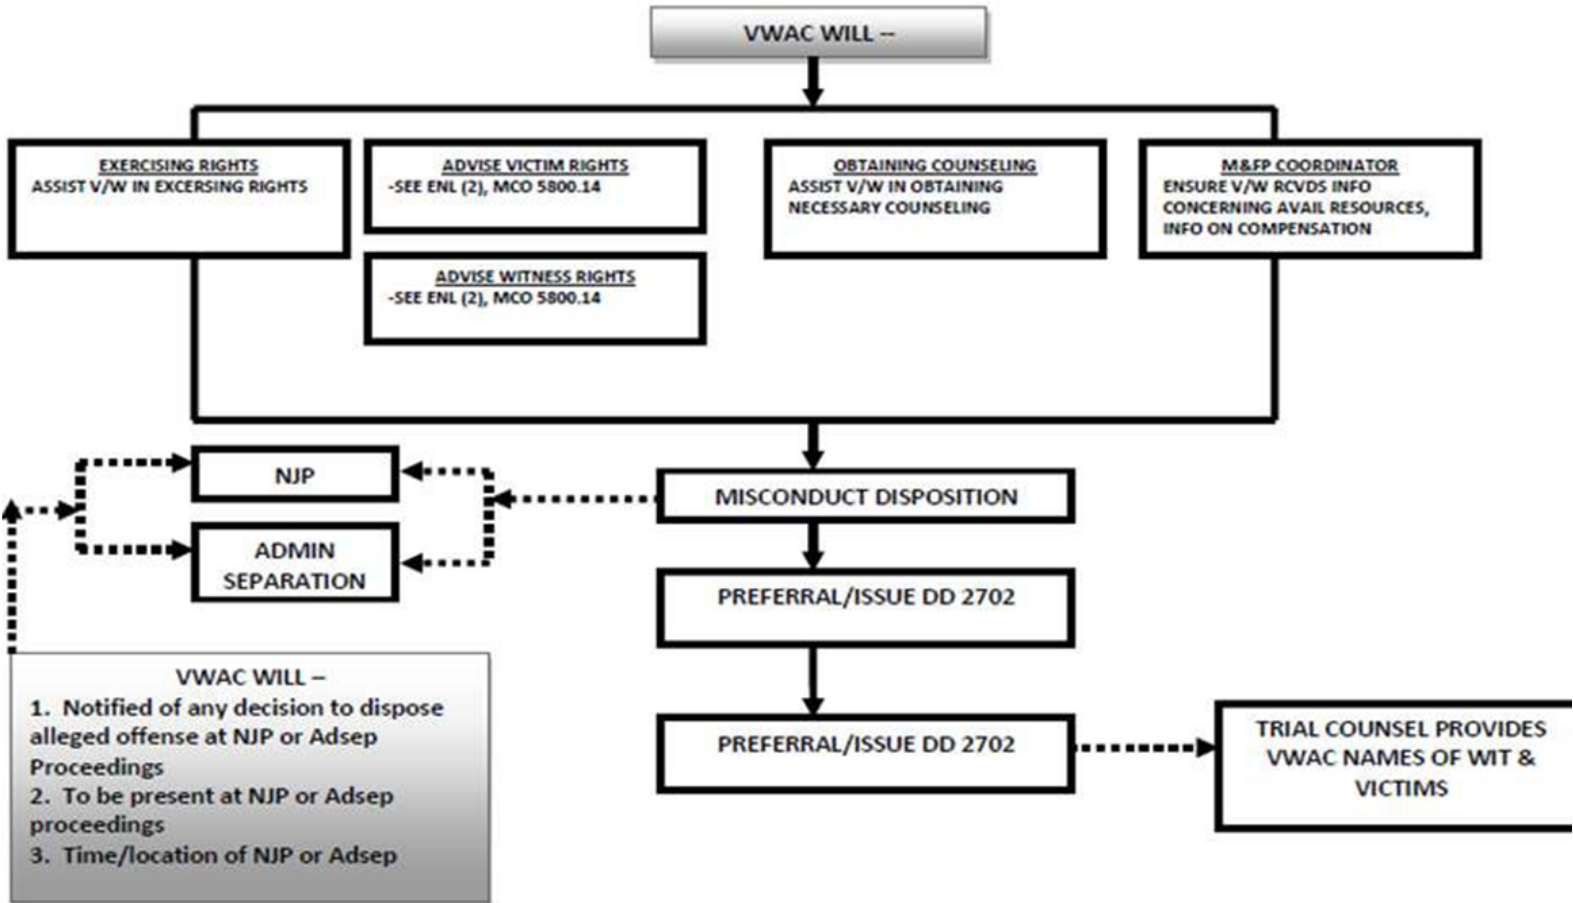 VWAC WILL --
EXERCISING RIGHTS
ASSIST V/W IN EXCERSING RIGHTS
ADVISE VICTIM RIGHTS
-SEE ENL (2), MCO 5800.14
ADVISE WITNESS RIGHTS
-SEE ENL (2), MCO 5800.14
OBTAINING COUNSELING
ASSIST V/W IN OBTAINING
NECESSARY COUNSELING
M&FP COORDINATOR
ENSURE V/W RCVDS INFO
CONCERNING AVAIL RESOURCES,
INFO ON COMPENSATION
NJP
ADMIN
SEPARATION
MISCONDUCT DISPOSITION
PREFERRAL/ISSUE DD 2702
PREFERRAL/ISSUE DD 2702
TRIAL COUNSEL PROVIDES
VWAC NAMES OF WIT &
VICTIMS
VWAC WILL –
1. Notified of any decision to dispose
alleged offense at NJP or Adsep
Proceedings
2. To be present at NJP or Adsep
proceedings
3. Time/location of NJP or Adsep